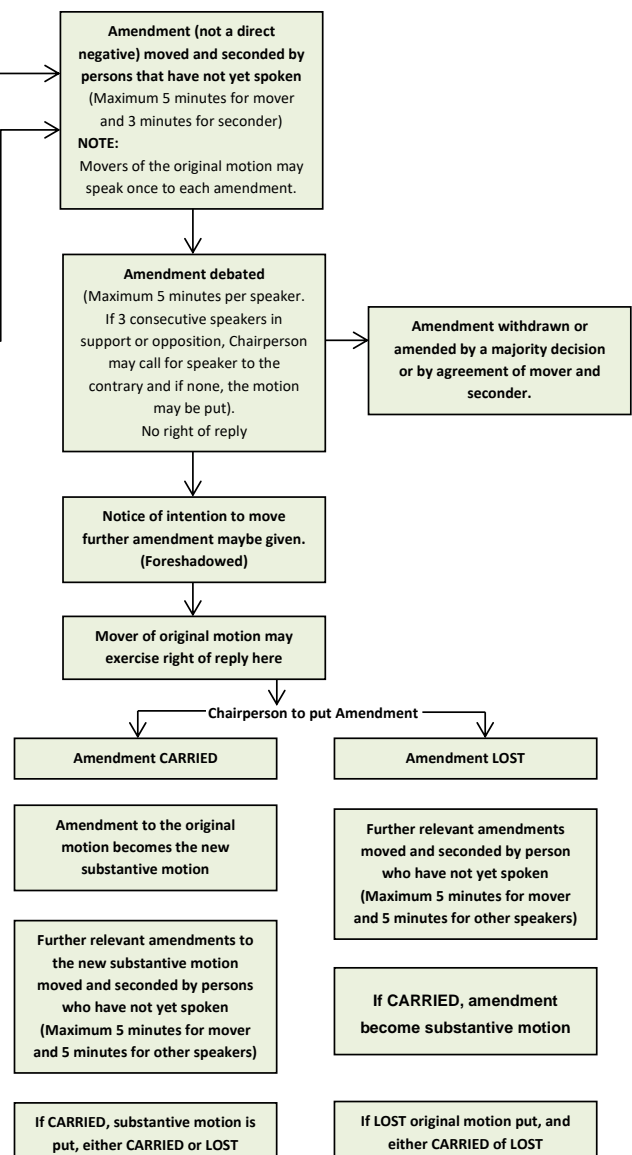 Amendment (not a direct
negative) moved and seconded by
persons that have not yet spoken
(Maximum 5 minutes for mover
and 3 minutes for seconder)
NOTE:
Movers of the original motion may
speak once to each amendment.
Amendment debated
(Maximum 5 minutes per speaker.
If 3 consecutive speakers in
support or opposition, Chairperson
may call for speaker to the
contrary and if none, the motion
may be put).
No right of reply
Amendment withdrawn or
amended by a majority decision
or by agreement of mover and
seconder.
Notice of intention to move
further amendment maybe given.
(Foreshadowed)
Mover of original motion may
exercise right of reply here
Chairperson to put Amendment
Amendment CARRIED
Amendment to the original
motion becomes the new
substantive motion
Further relevant amendments to
the new substantive motion
moved and seconded by persons
who have not yet spoken
(Maximum 5 minutes for mover
and 5 minutes for other speakers)
If CARRIED, substantive motion is
put, either CARRIED or LOST
Amendment LOST
Further relevant amendments
moved and seconded by person
who have not yet spoken
(Maximum 5 minutes for mover
and 5 minutes for other speakers)
If CARRIED, amendment
become substantive motion
If LOST original motion put, and
either CARRIED of LOST